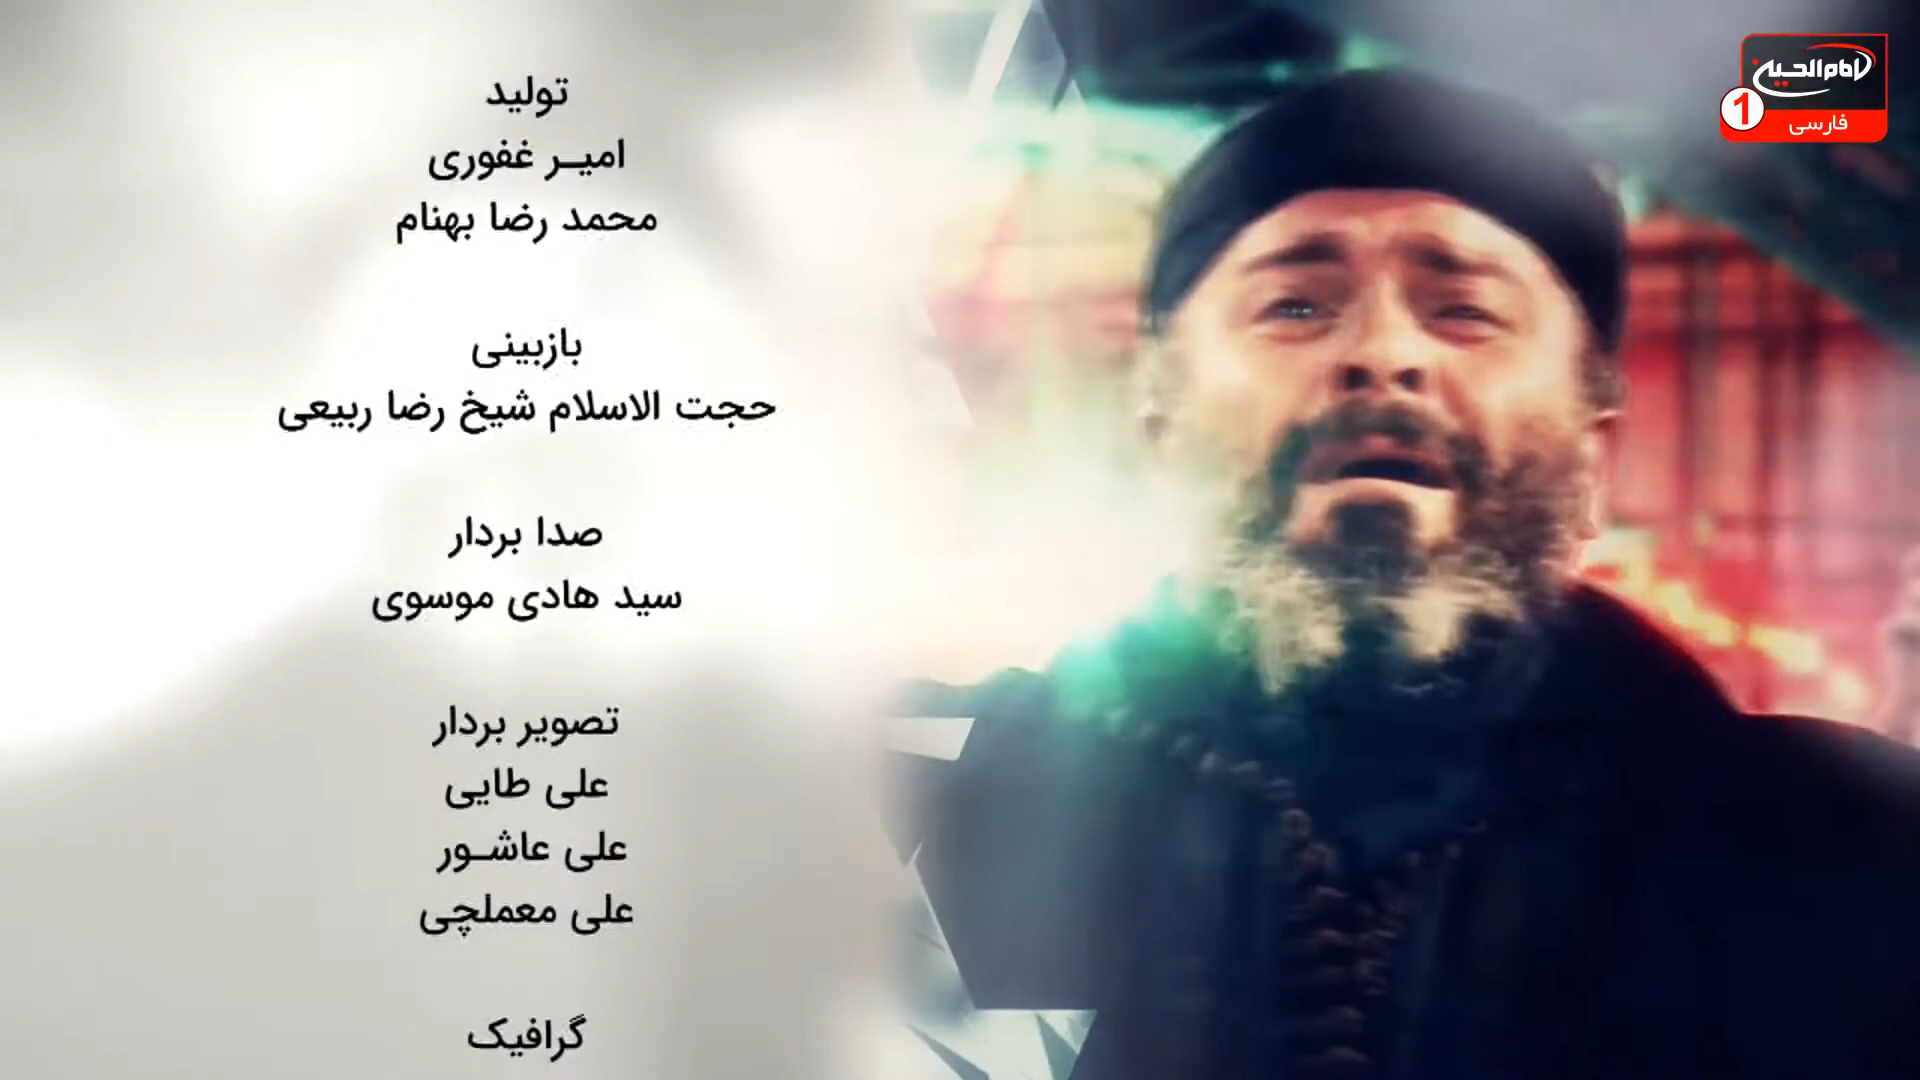 تولید
امیـر غفوری
محمد رضا بهنام
بازبینی
حجت الاسلام شیخ رضا ربیعی
صدا بردار
سید هادی موسوی
تصویر بردار
علی طایی
علی عاشـور
علی معملچی
گرافیک
امام الحسین
1
فارسی